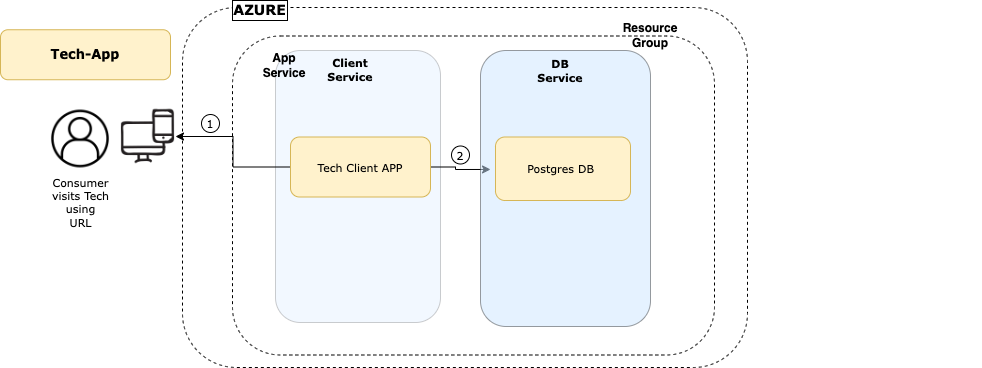 AZURE
Resource
Group
Tech-App
App
Service
Client
Service
DB
Service
1
2
Tech Client APP
Postgres DB
Consumer
visits Tech
using
URL